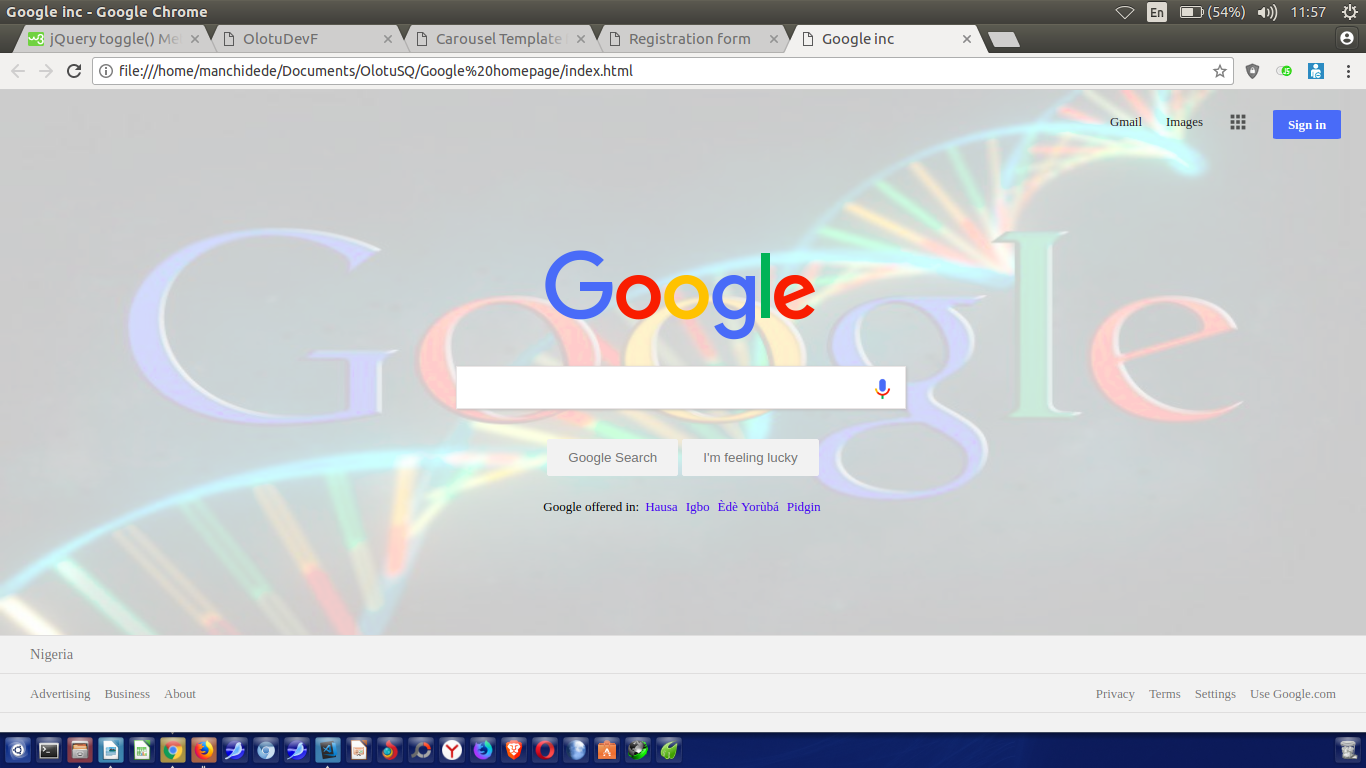 Google inc - Google Chrome
En (54%) 11:57
jQuery toggle() Me
OlotuDevF
Carousel Template
Registration form
Google inc
file:///home/manchidede/Documents/OlotuSQ/Google%20homepage/index.html
Gmail Images Sign in
Google
Google
Google Search I'm feeling lucky
Google offered in: Hausa Igbo Èdè Yorùbá Pidgin
Nigeria
Advertising Business About Privacy Terms Settings Use Google.com